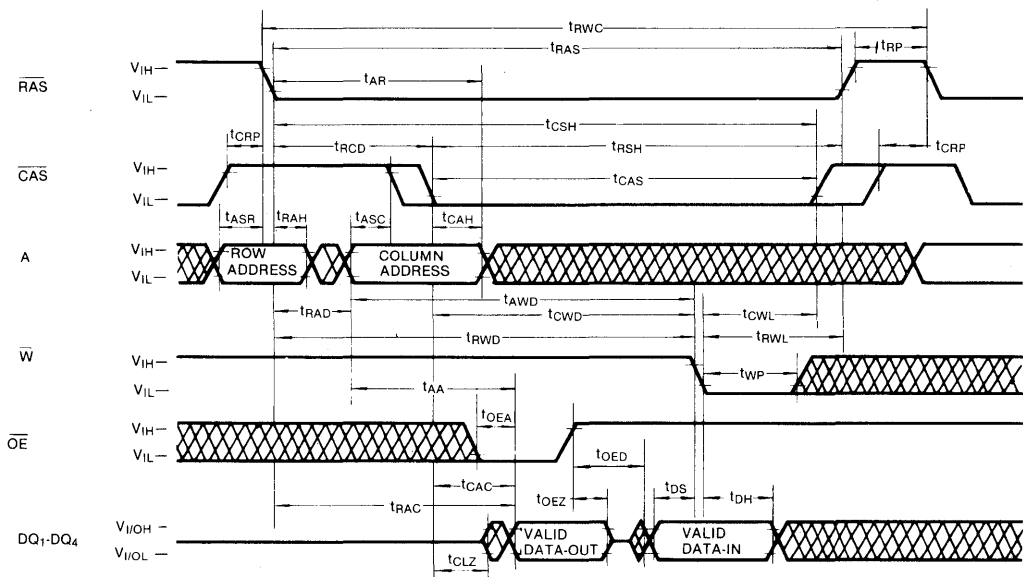 tRWC
tRAS
tRP
RAS
VIH
VIL
tAR
tCSH
tCRP
tRCD
tRSH
tCRP
CAS
VIH
VIL
tCAS
tASR
tRAH
tASC
tCAH
A
VIH
VIL
ROW
ADDRESS
COLUMN
ADDRESS
tAWD
tRAD
tCWD
tCWL
tRWD
tRWL
W
VIH
VIL
tWP
tAA
tOEA
OE
VIH
VIL
tOED
tCAC
tOEZ
tDS
tDH
tRAC
DQ1-DQ4
VI/OH
VI/OL
VALID
DATA-OUT
VALID
DATA-IN
tCLZ